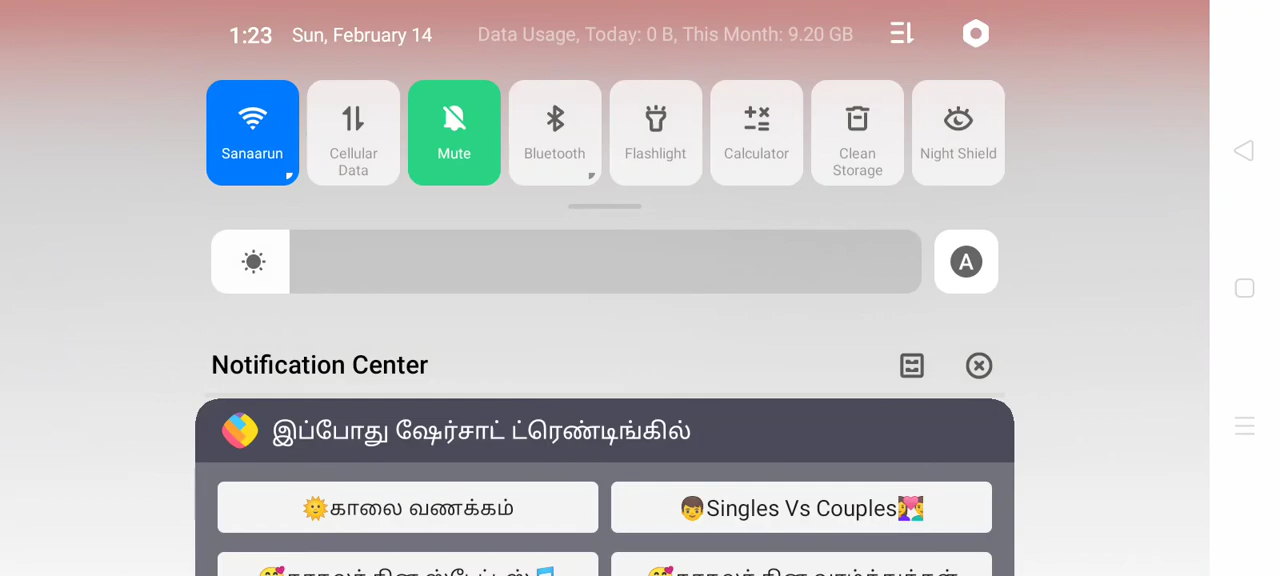 1:23 Sun, February 14 Data Usage, Today: 0 B, This Month: 9.20 GB
Sanaarun
Cellular
Data
Mute
Bluetooth
Flashlight
Calculator
Clean
Storage
Night Shield
A
Notification Center
இப்போது ஷேர்சாட் ட்ரெண்டிங்கில்
🌞காலை வணக்கம்
👦Singles Vs Couples💏